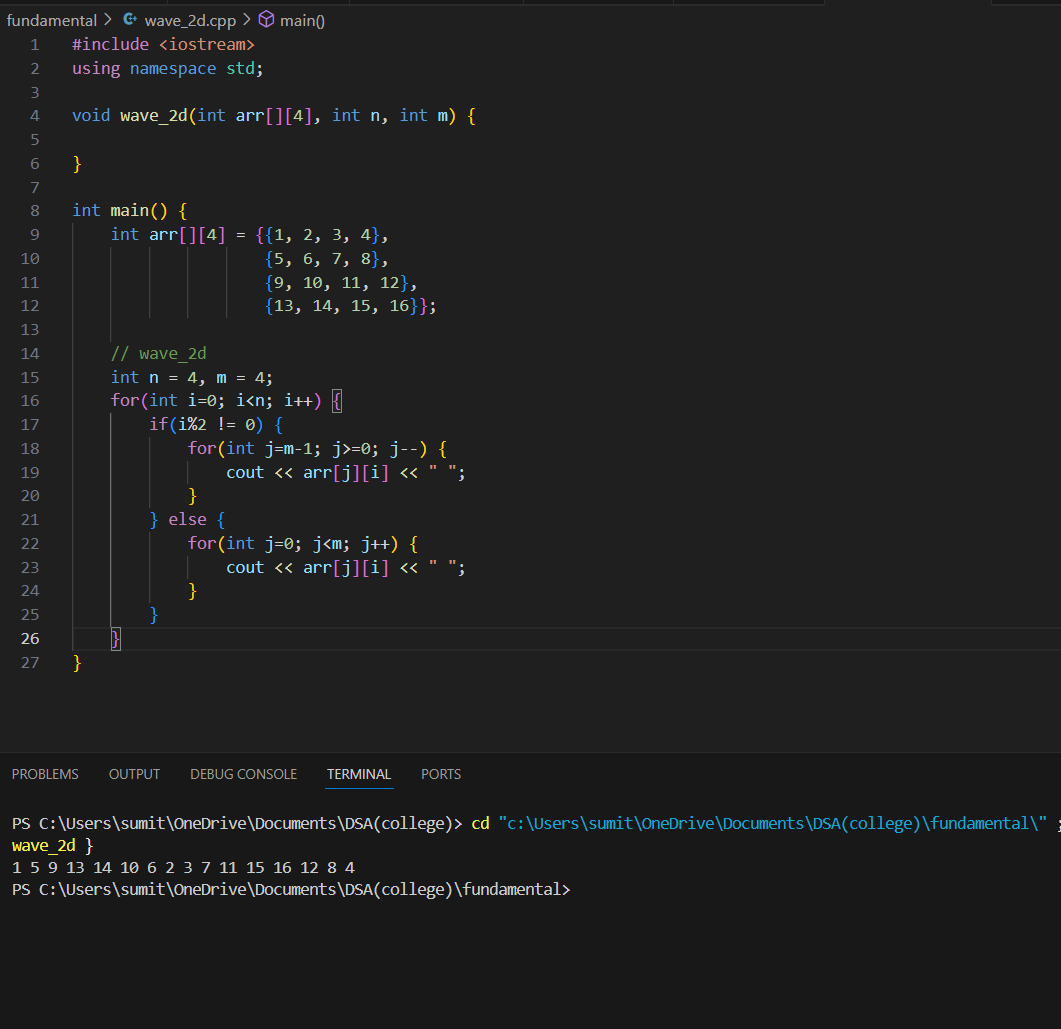 fundamental > wave_2d.cpp > main()
1 #include <iostream>
2 using namespace std;
3
4 void wave_2d(int arr[][4], int n, int m) {
5
6 }
7
8 int main() {
9     int arr[][4] = {{1, 2, 3, 4},
10                     {5, 6, 7, 8},
11                     {9, 10, 11, 12},
12                     {13, 14, 15, 16}};
13
14     // wave_2d
15     int n = 4, m = 4;
16     for(int i=0; i<n; i++) {
17         if(i%2 != 0) {
18             for(int j=m-1; j>=0; j--) {
19                 cout << arr[j][i] << " ";
20             }
21         } else {
22             for(int j=0; j<m; j++) {
23                 cout << arr[j][i] << " ";
24             }
25         }
26     }
27 }
PROBLEMS OUTPUT DEBUG CONSOLE TERMINAL PORTS
PS C:\Users\sumit\OneDrive\Documents\DSA(college)> cd "c:\Users\sumit\OneDrive\Documents\DSA(college)\fundamental\" ;
wave_2d }
1 5 9 13 14 10 6 2 3 7 11 15 16 12 8 4
PS C:\Users\sumit\OneDrive\Documents\DSA(college)\fundamental>